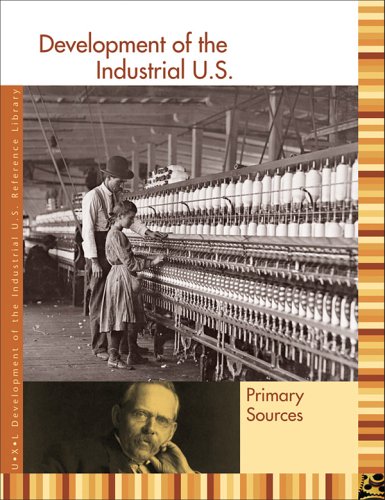 Development of the
Industrial U.S.
U•X•L Development of the Industrial U.S. Reference Library
Primary
Sources